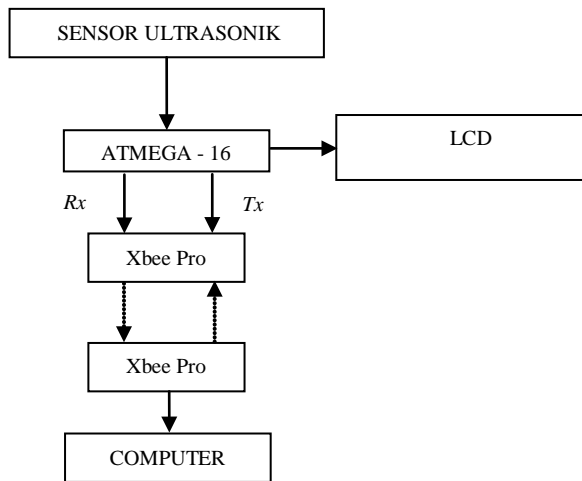 SENSOR ULTRASONIK
ATMEGA - 16
LCD
Rx
Tx
Xbee Pro
Xbee Pro
COMPUTER